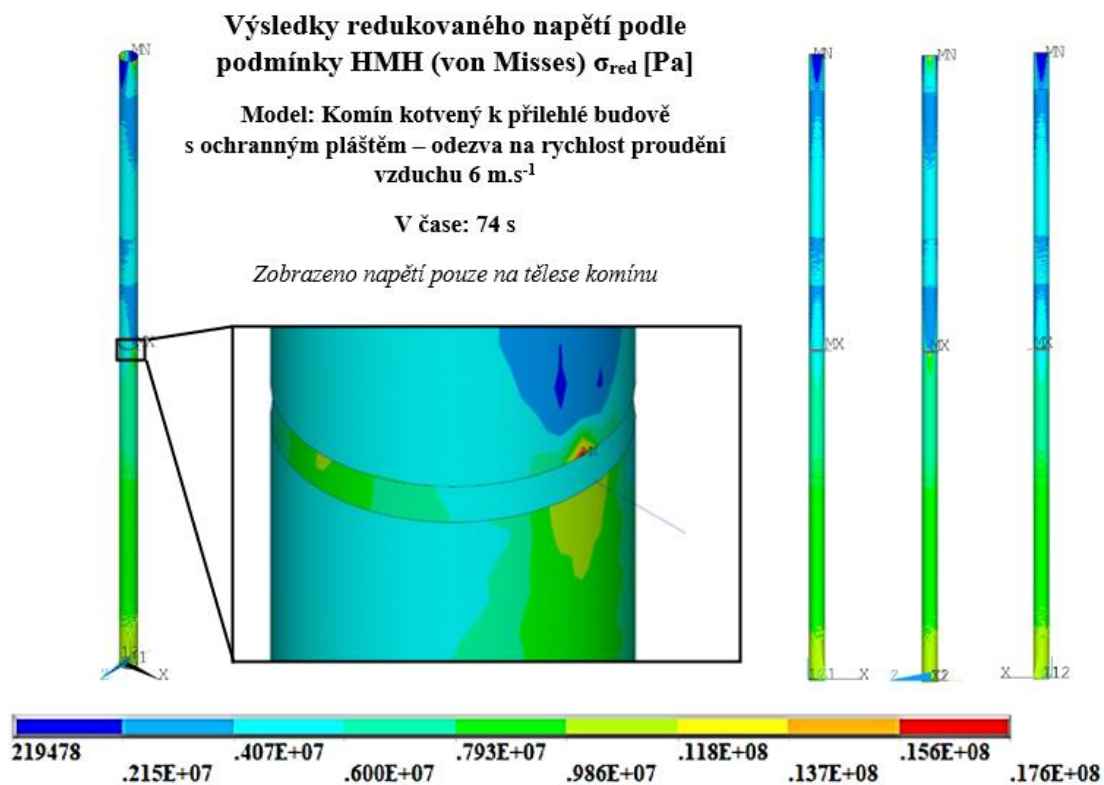 Výsledky redukovaného napětí podle
podmínky HMH (von Misses) σred [Pa]
Model: Komín kotvený k přilehlé budově
s ochranným pláštěm – odezva na rychlost proudění
vzduchu 6 m.s-1
V čase: 74 s
Zobrazeno napětí pouze na tělese komínu
MN
MN
MN
MN
MX
MX
MX
Z
X
X
Z
X
219478
.215E+07
.407E+07
.600E+07
.793E+07
.986E+07
.118E+08
.137E+08
.156E+08
.176E+08